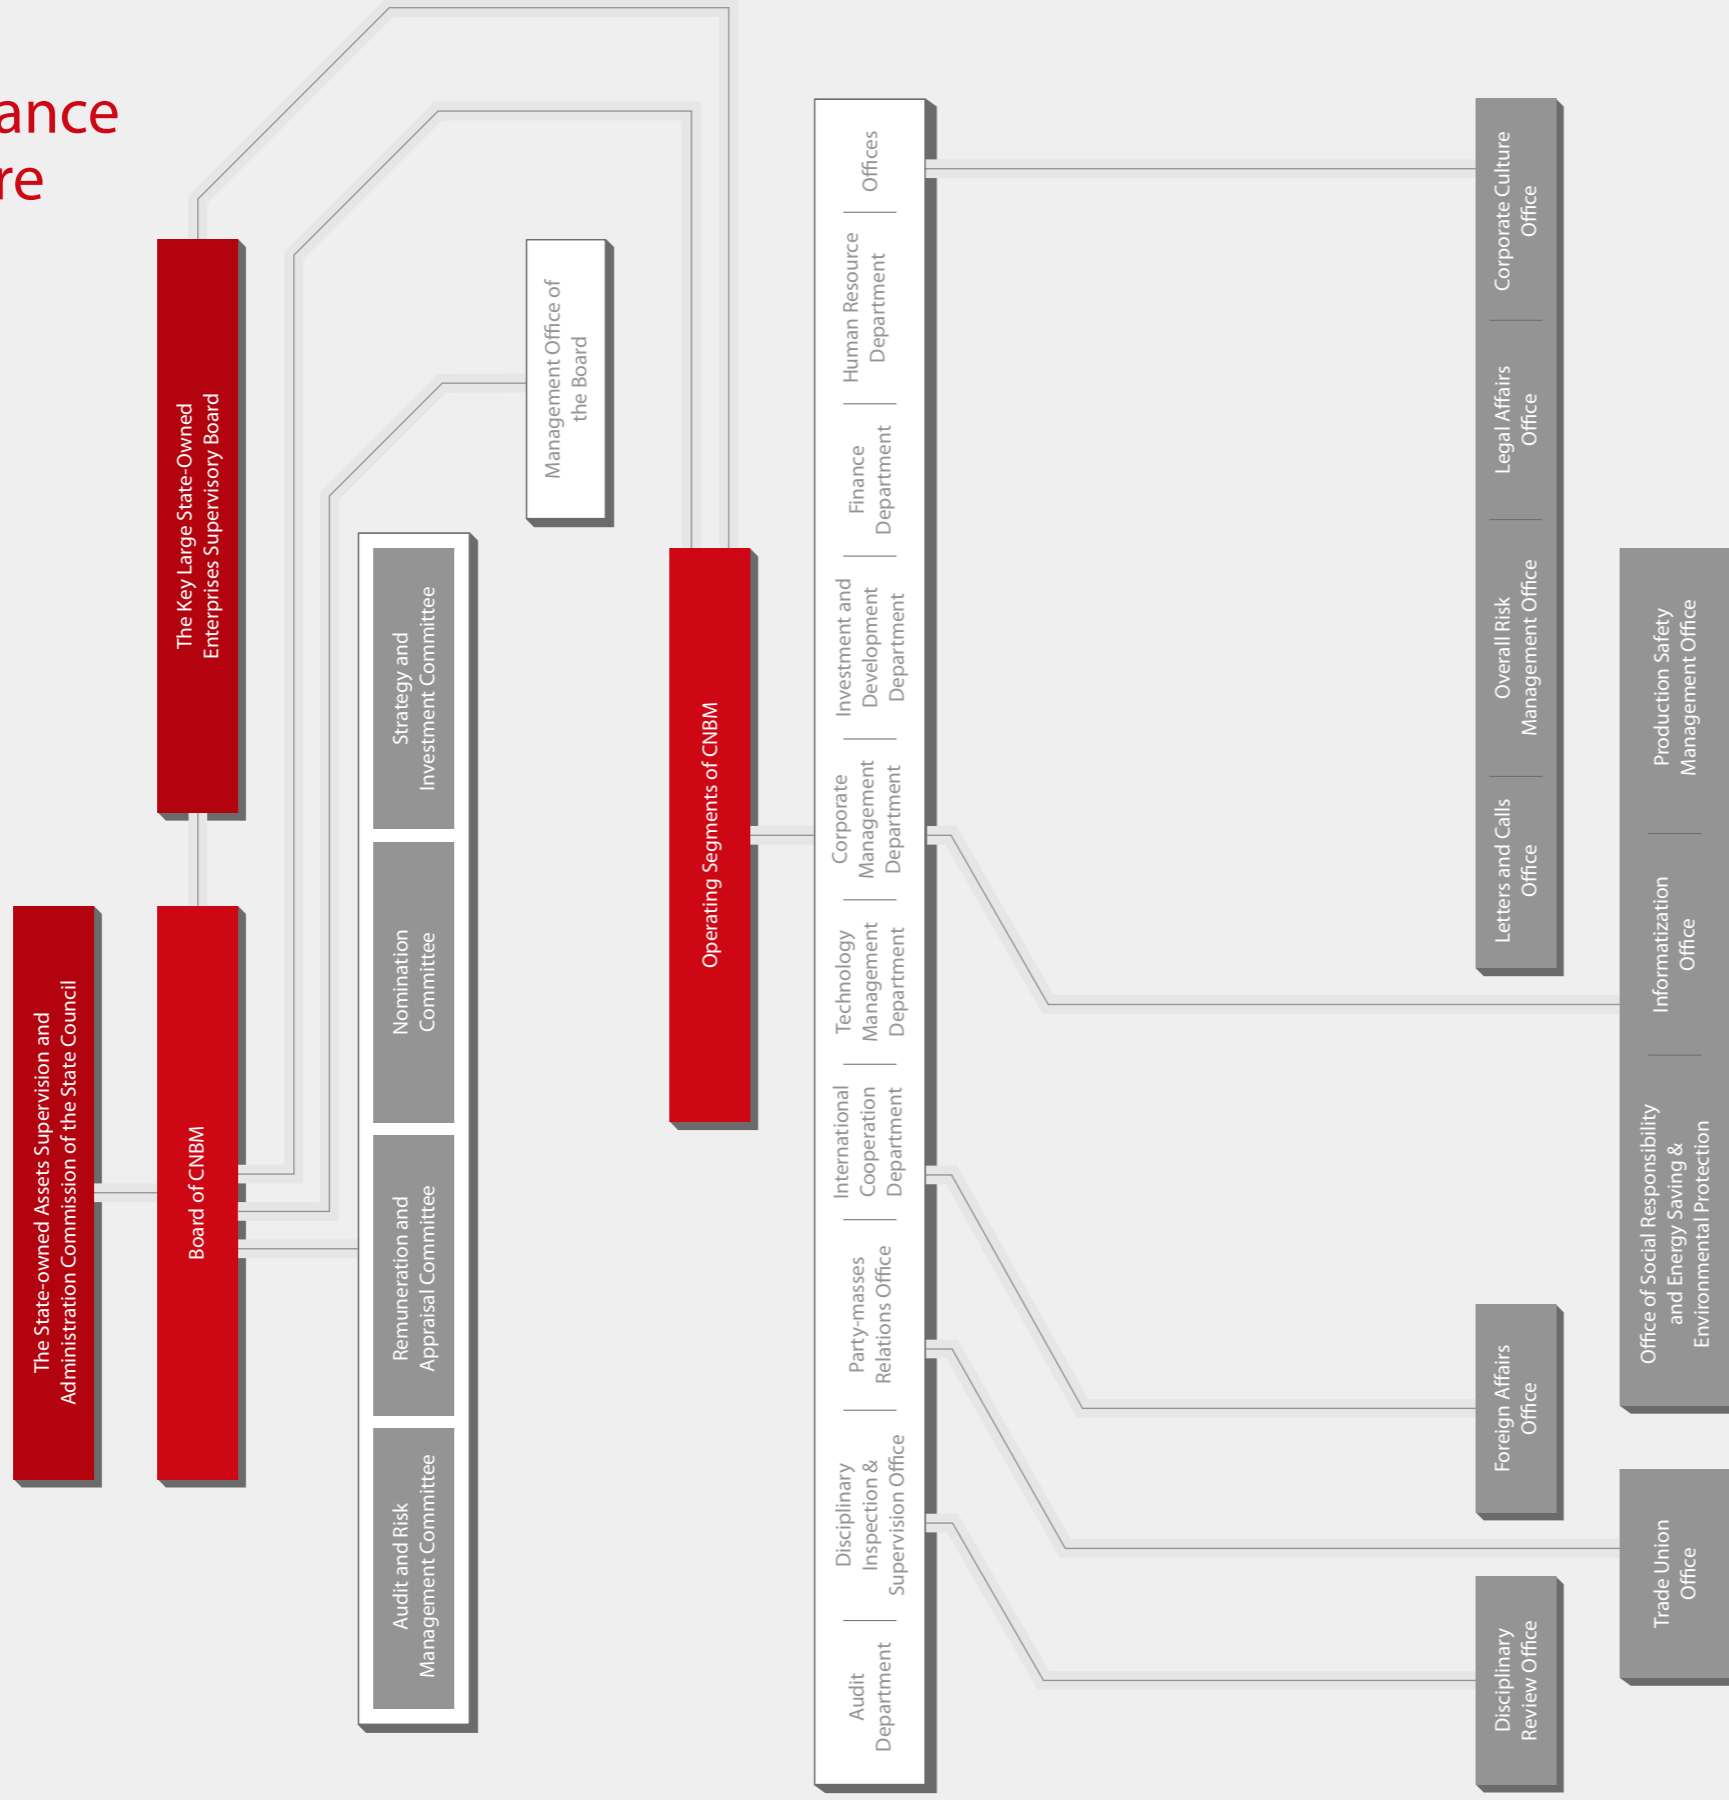 ance
re
The State-owned Assets Supervision and
Administration Commission of the State Council
The Key Large State-Owned
Enterprises Supervisory Board
Board of CNBM
Strategy and
Investment Committee
Nomination
Committee
Remuneration and
Appraisal Committee
Audit and Risk
Management Committee
Management Office of
the Board
Operating Segments of CNBM
Offices
Human Resource
Department
Finance
Department
Investment and
Development
Department
Corporate
Management
Department
Technology
Management
Department
International
Cooperation
Department
Party-masses
Relations Office
Disciplinary
Inspection &
Supervision Office
Audit
Department
Corporate Culture
Office
Legal Affairs
Office
Overall Risk
Management Office
Letters and Calls
Office
Foreign Affairs
Office
Disciplinary
Review Office
Production Safety
Management Office
Informatization
Office
Office of Social Responsibility
and Energy Saving &
Environmental Protection
Trade Union
Office